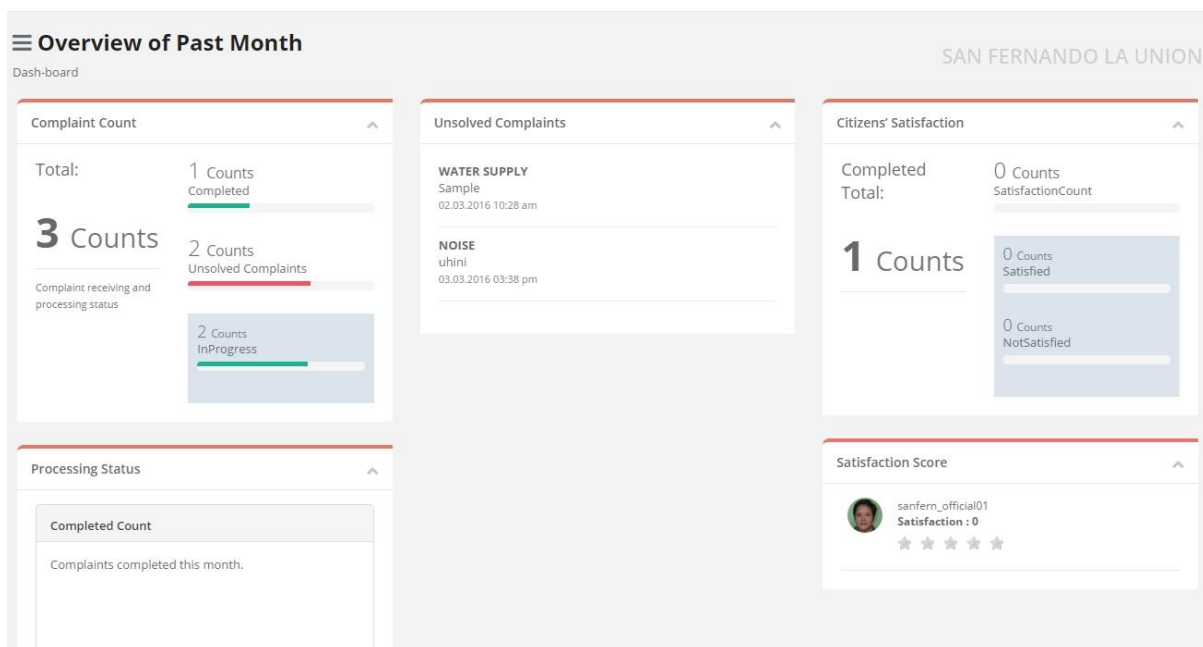 Overview of Past Month
Dash-board
SAN FERNANDO LA UNION
Complaint Count
Total:
3 Counts
Complaint receiving and
processing status
1 Counts
Completed
2 Counts
Unsolved Complaints
2 Counts
InProgress
Unsolved Complaints
WATER SUPPLY
Sample
02.03.2016 10:28 am
NOISE
uhini
03.03.2016 03:38 pm
Citizens' Satisfaction
Completed
Total:
1 Counts
0 Counts
SatisfactionCount
0 Counts
Satisfied
0 Counts
NotSatisfied
Processing Status
Completed Count
Complaints completed this month.
Satisfaction Score
sanfern_official01
Satisfaction : 0